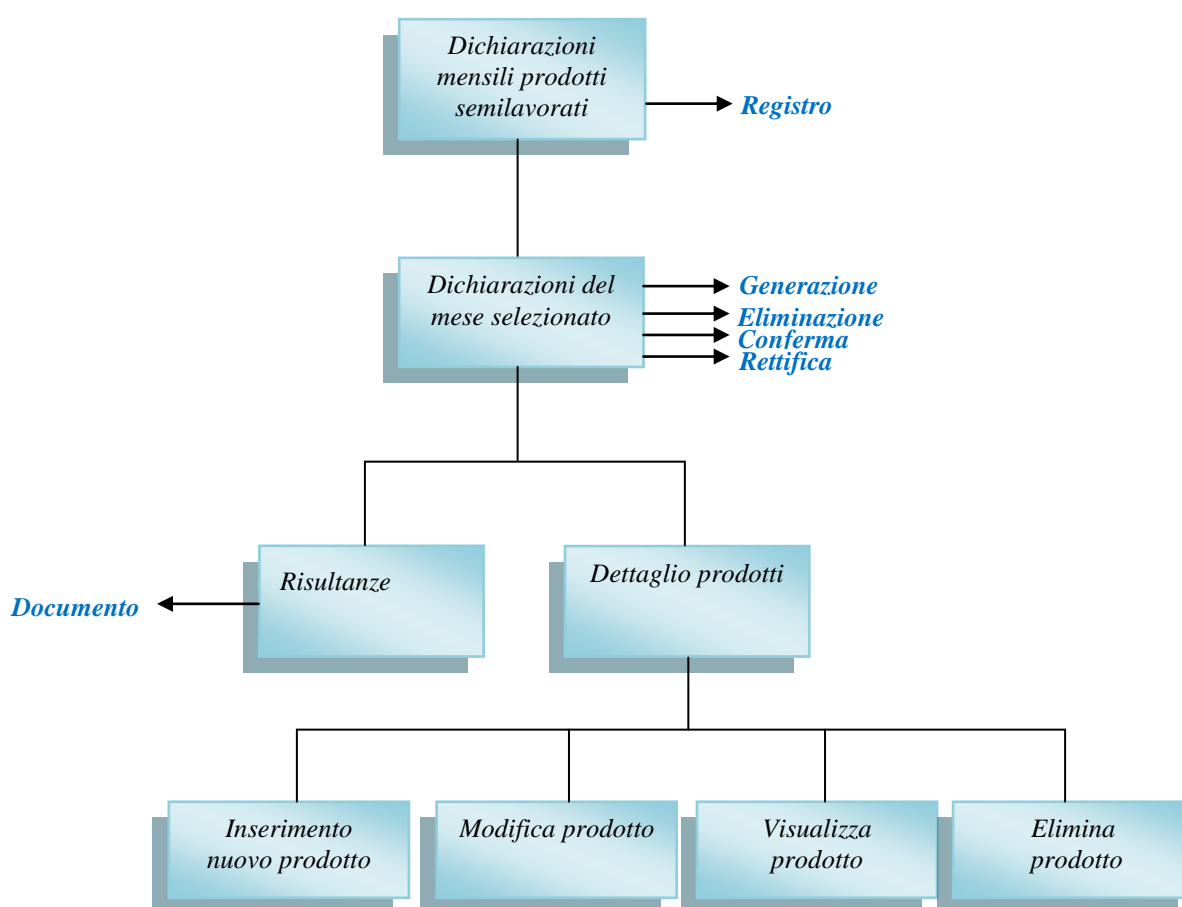 Dichiarazioni
mensili prodotti
semilavorati
Registro
Dichiarazioni del
mese selezionato
Generazione
Eliminazione
Conferma
Rettifica
Risultanze
Documento
Dettaglio prodotti
Inserimento
nuovo prodotto
Modifica prodotto
Visualizza
prodotto
Elimina
prodotto